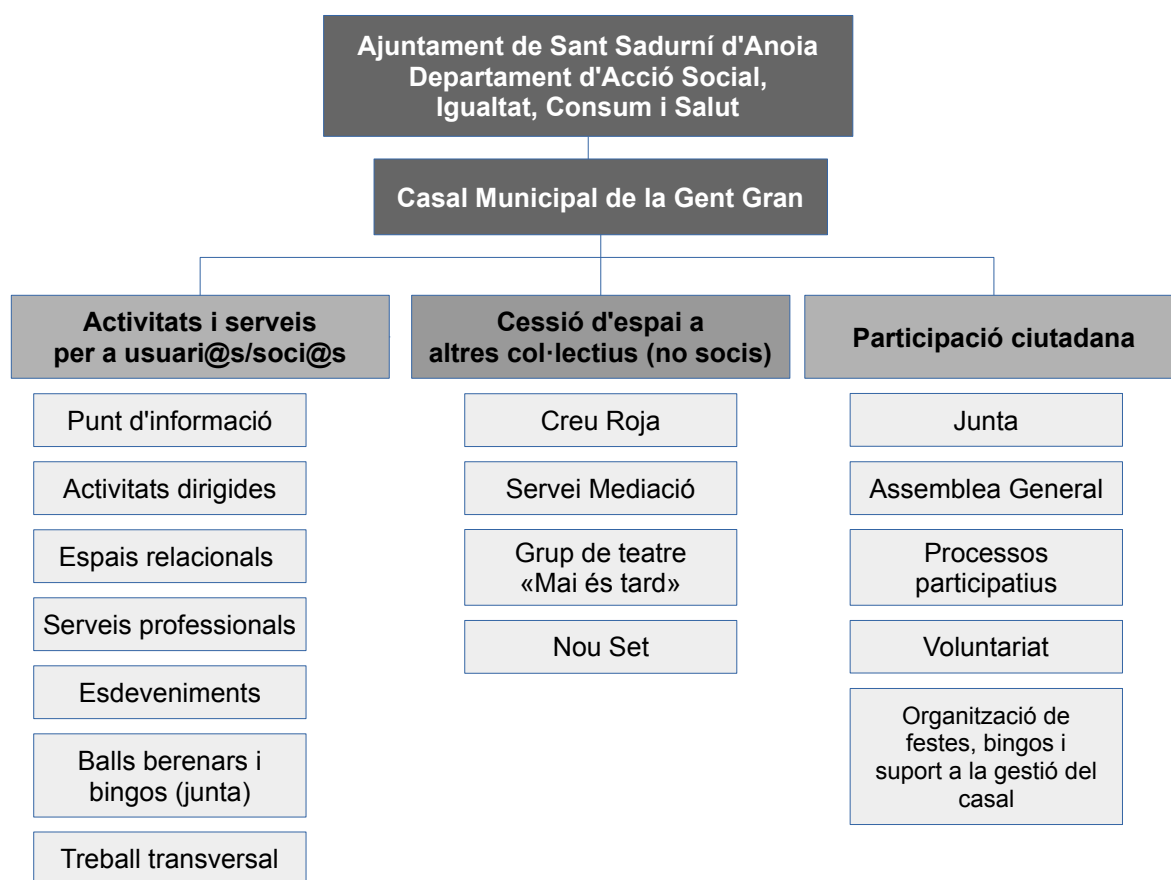 Ajuntament de Sant Sadurní d'Anoia
Departament d'Acció Social,
Igualtat, Consum i Salut
Casal Municipal de la Gent Gran
Activitats i serveis
per a usuari@s/soci@s
Punt d'informació
Activitats dirigides
Espais relacionals
Serveis professionals
Esdeveniments
Balls berenars i
bingos (junta)
Treball transversal
Cessió d'espai a
altres col·lectius (no socis)
Creu Roja
Servei Mediació
Grup de teatre
«Mai és tard»
Nou Set
Participació ciutadana
Junta
Assemblea General
Processos
participatius
Voluntariat
Organització de
festes, bingos i
suport a la gestió del
casal